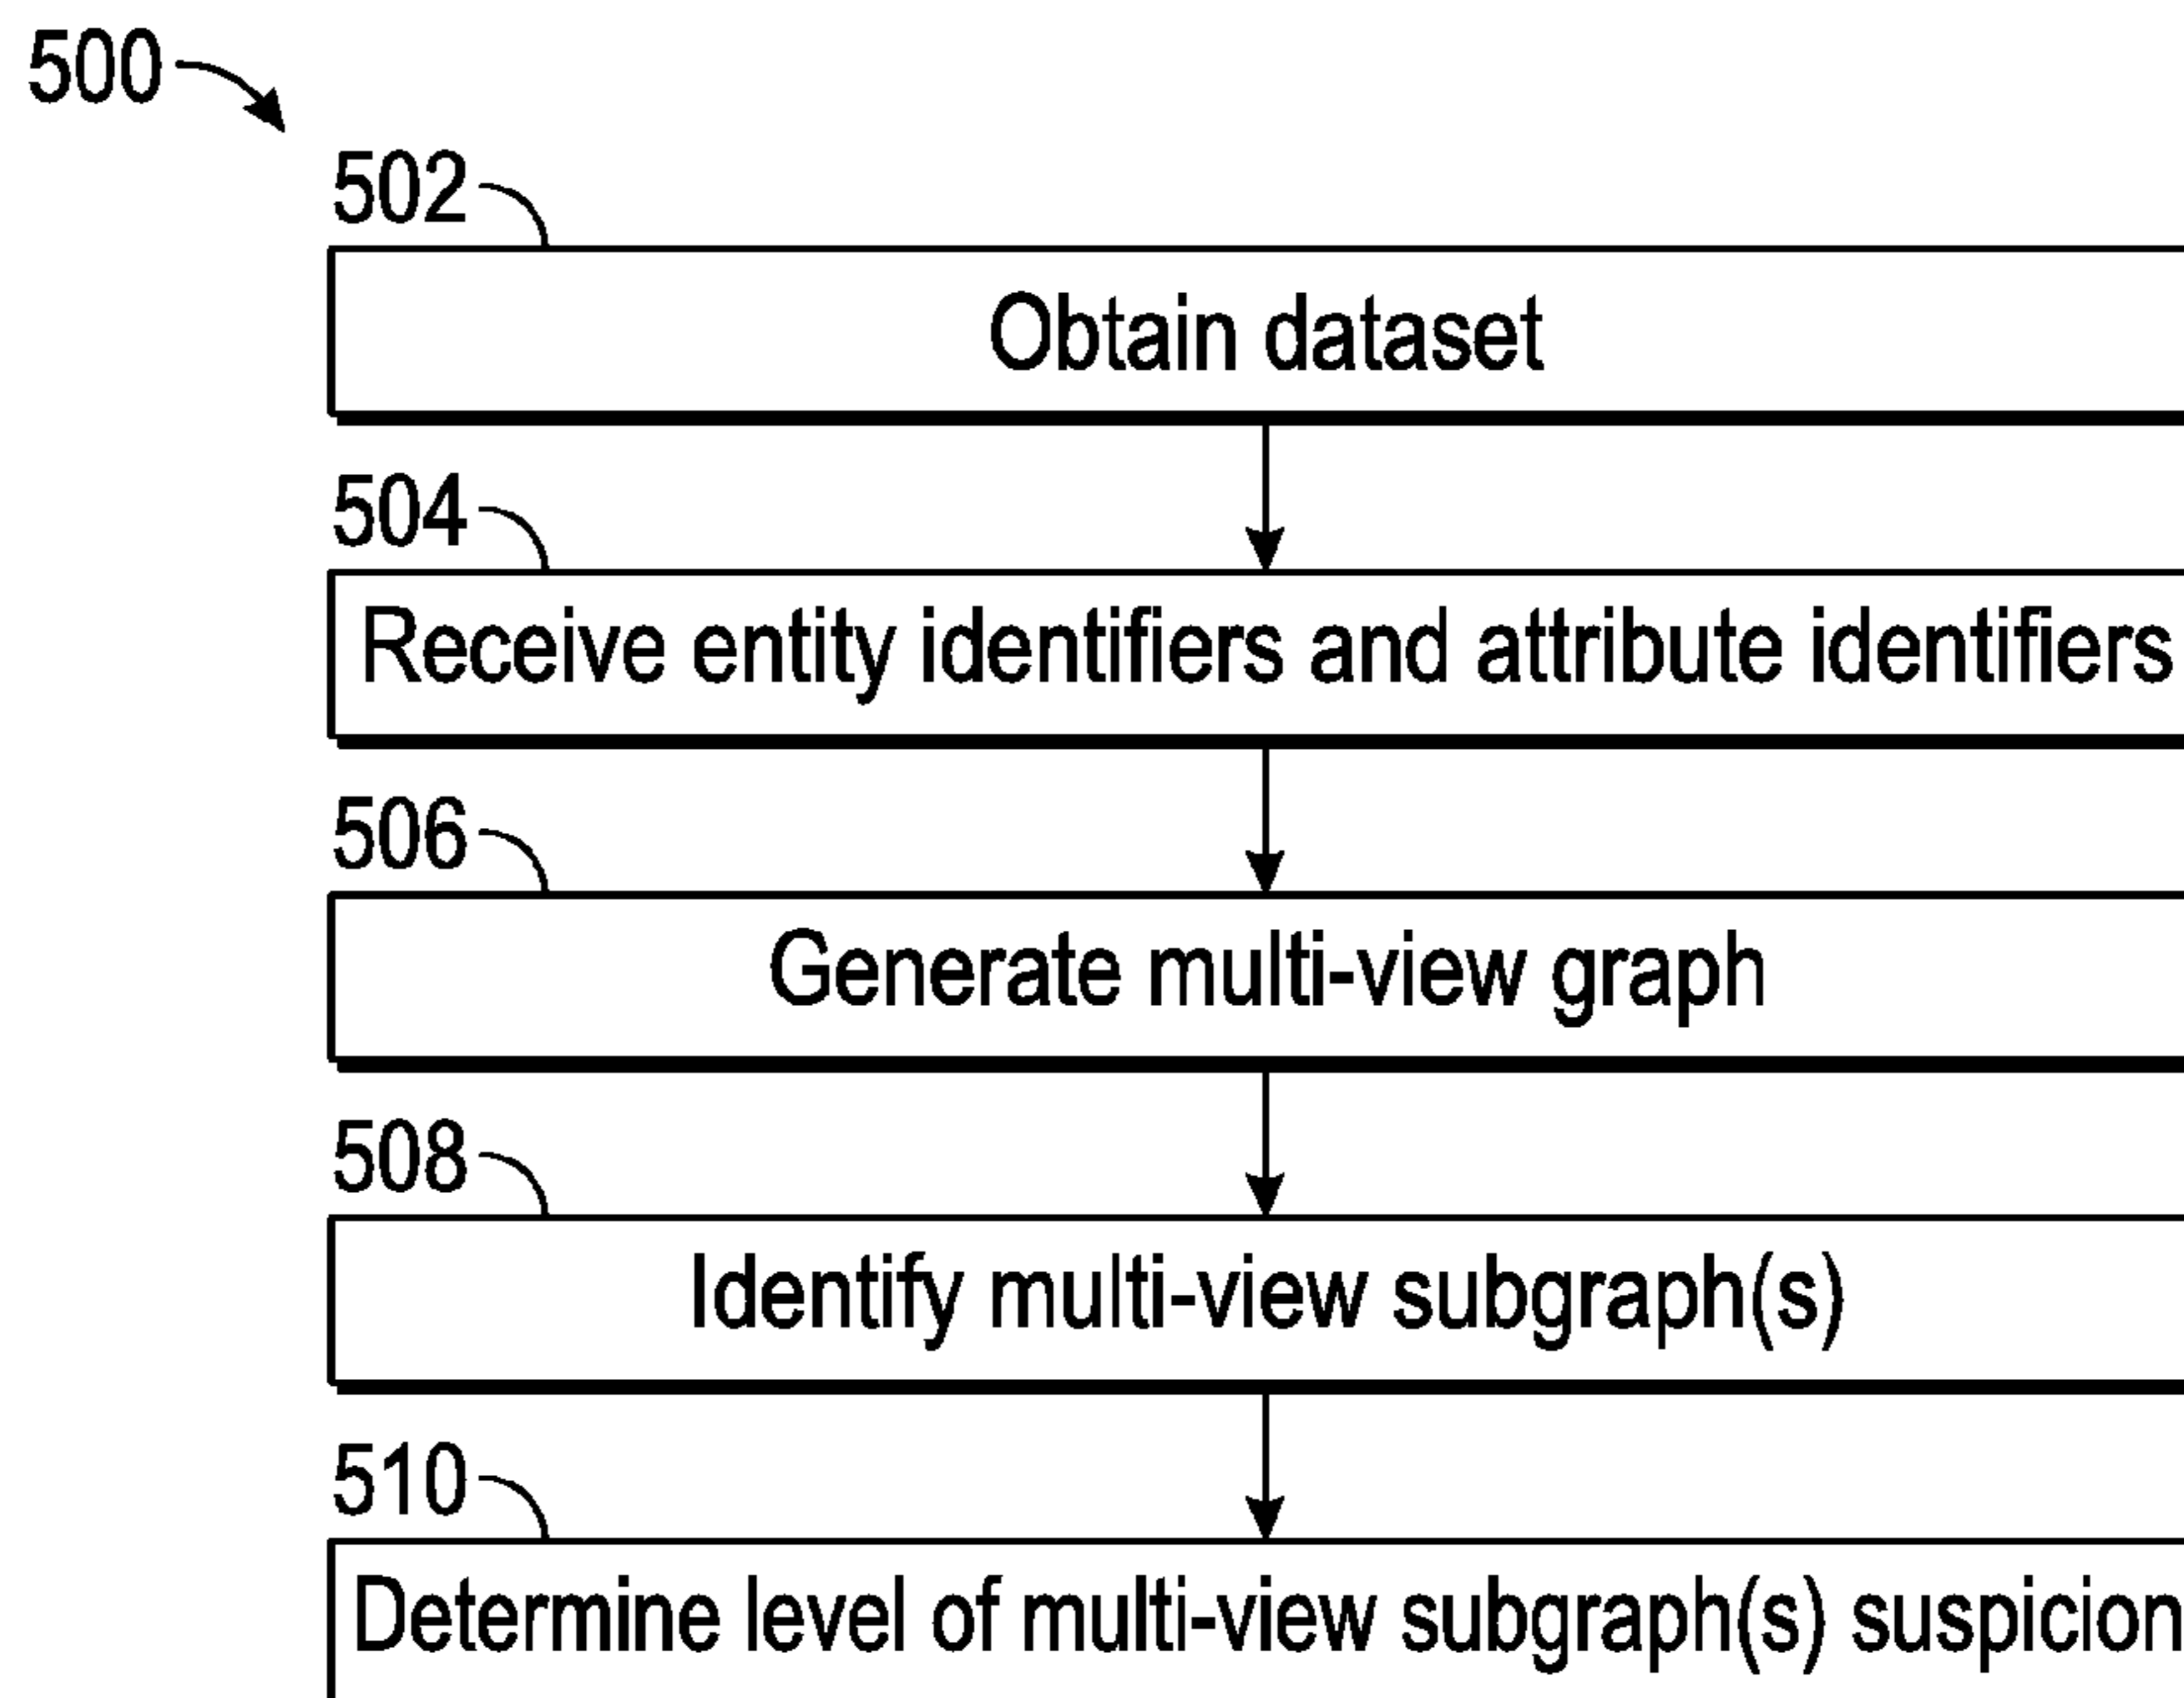 500
502
Obtain dataset
504
Receive entity identifiers and attribute identifiers
506
Generate multi-view graph
508
Identify multi-view subgraph(s)
510
Determine level of multi-view subgraph(s) suspicion